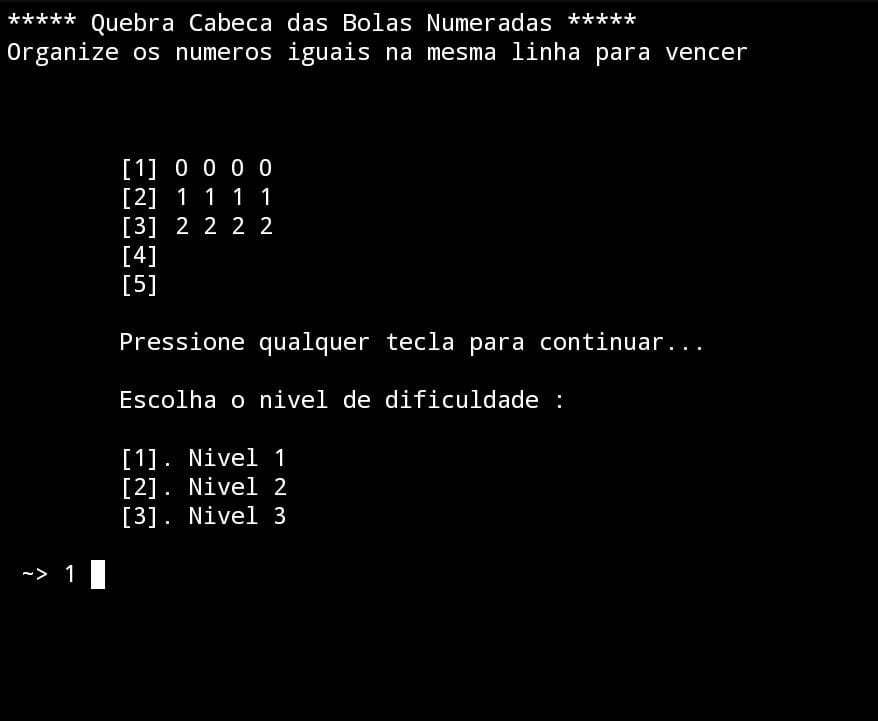 ***** Quebra Cabeca das Bolas Numeradas *****
Organize os numeros iguais na mesma linha para vencer
[1] 0 0 0 0
[2] 1 1 1 1
[3] 2 2 2 2
[4]
[5]
Pressione qualquer tecla para continuar...
Escolha o nivel de dificuldade :
[1]. Nivel 1
[2]. Nivel 2
[3]. Nivel 3
~> 1